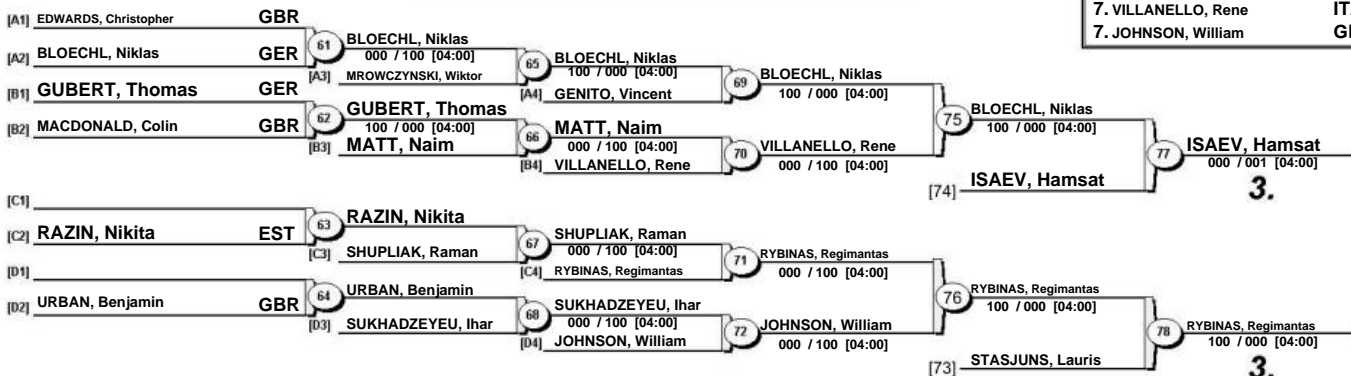 7. VILLANELLO, Rene
7. JOHNSON, William
[A1] EDWARDS, Christopher GBR
[A2] BLOECHL, Niklas GER
61 BLOECHL, Niklas
000 / 100 [04:00]
[A3] MROWCZYNSKI, Wiktor
65 BLOECHL, Niklas
100 / 000 [04:00]
[A4] GENITO, Vincent
69 BLOECHL, Niklas
100 / 000 [04:00]
[B1] GUBERT, Thomas GER
[B2] MACDONALD, Colin GBR
62 GUBERT, Thomas
100 / 000 [04:00]
[B3] MATT, Naim
66 MATT, Naim
000 / 100 [04:00]
[B4] VILLANELLO, Rene
70 VILLANELLO, Rene
000 / 100 [04:00]
75 BLOECHL, Niklas
100 / 000 [04:00]
[74] ISAEV, Hamsat
77 ISAEV, Hamsat
000 / 001 [04:00]
3.
[C1]
[C2] RAZIN, Nikita EST
63 RAZIN, Nikita
[C3] SHUPLIAK, Raman
67 SHUPLIAK, Raman
000 / 100 [04:00]
[C4] RYBINAS, Regimantas
71 RYBINAS, Regimantas
000 / 100 [04:00]
[D1]
[D2] URBAN, Benjamin GBR
64 URBAN, Benjamin
[D3] SUKHADZEYEU, Ihar
68 SUKHADZEYEU, Ihar
000 / 100 [04:00]
[D4] JOHNSON, William
72 JOHNSON, William
000 / 100 [04:00]
76 RYBINAS, Regimantas
100 / 000 [04:00]
[73] STASJUNS, Lauris
78 RYBINAS, Regimantas
100 / 000 [04:00]
3.